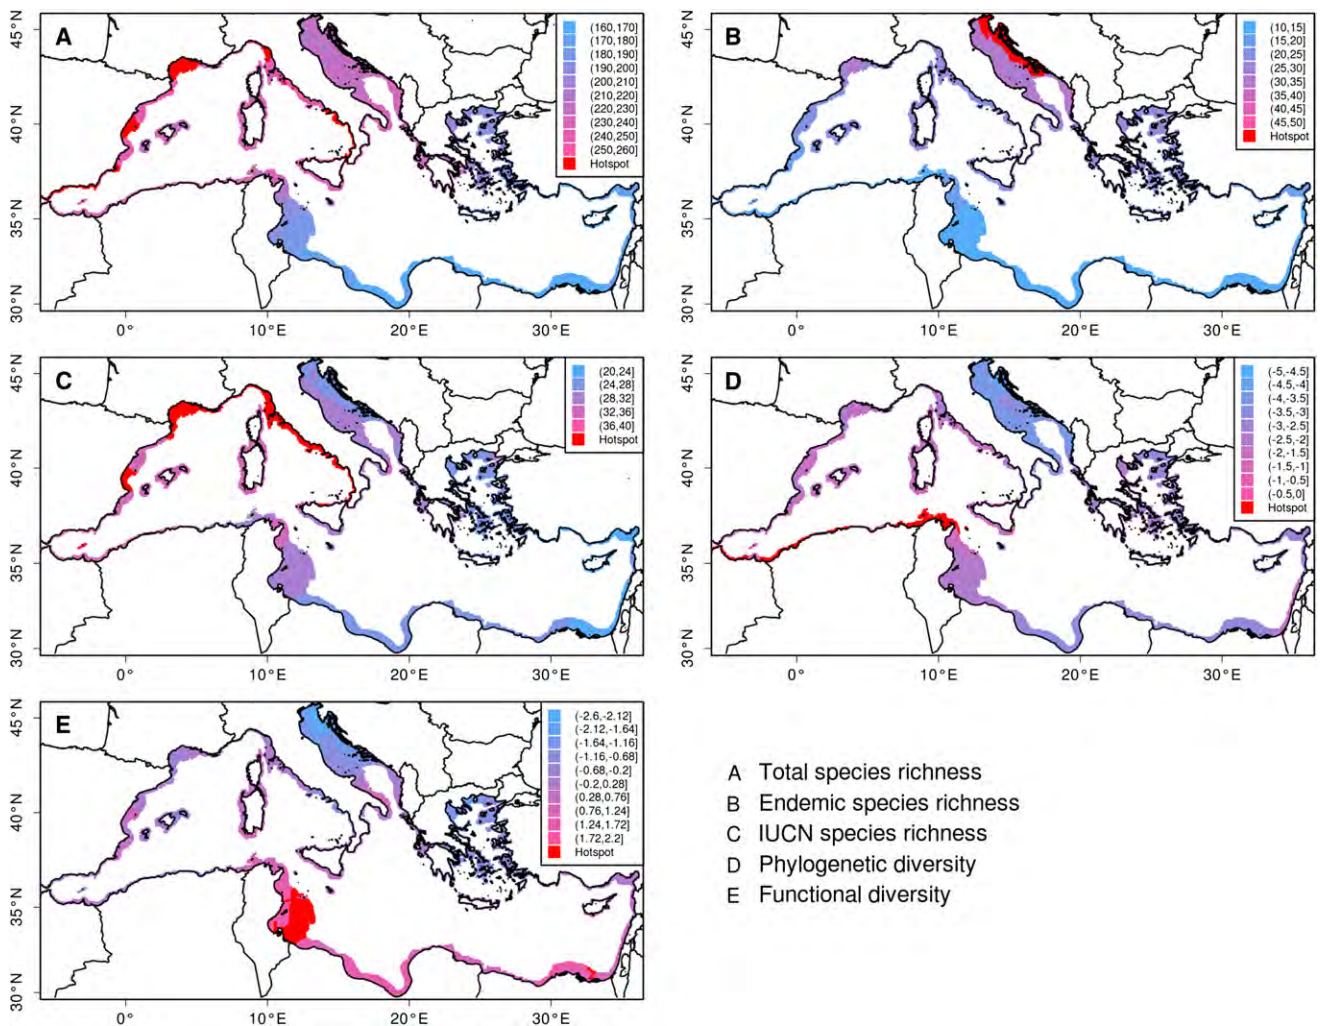 A
(160,170]
(170,180]
(180,190]
(190,200]
(200,210]
(210,220]
(220,230]
(230,240]
(240,250]
(250,260]
Hotspot
45°N
40°N
35°N
30°N
0°
10°E
20°E
30°E
B
(10,15]
(15,20]
(20,25]
(25,30]
(30,35]
(35,40]
(40,45]
(45,50]
Hotspot
45°N
40°N
35°N
30°N
0°
10°E
20°E
30°E
C
(20,24]
(24,28]
(28,32]
(32,36]
(36,40]
Hotspot
45°N
40°N
35°N
30°N
0°
10°E
20°E
30°E
D
(-5,-4.5]
(-4.5,-4]
(-4,-3.5]
(-3.5,-3]
(-3,-2.5]
(-2.5,-2]
(-2,-1.5]
(-1.5,-1]
(-1,-0.5]
(-0.5,0]
Hotspot
45°N
40°N
35°N
30°N
0°
10°E
20°E
30°E
E
(-2.6,-2.12]
(-2.12,-1.64]
(-1.64,-1.16]
(-1.16,-0.68]
(-0.68,-0.2]
(-0.2,0.28]
(0.28,0.76]
(0.76,1.24]
(1.24,1.72]
(1.72,2.2]
Hotspot
45°N
40°N
35°N
30°N
0°
10°E
20°E
30°E
A Total species richness
B Endemic species richness
C IUCN species richness
D Phylogenetic diversity
E Functional diversity